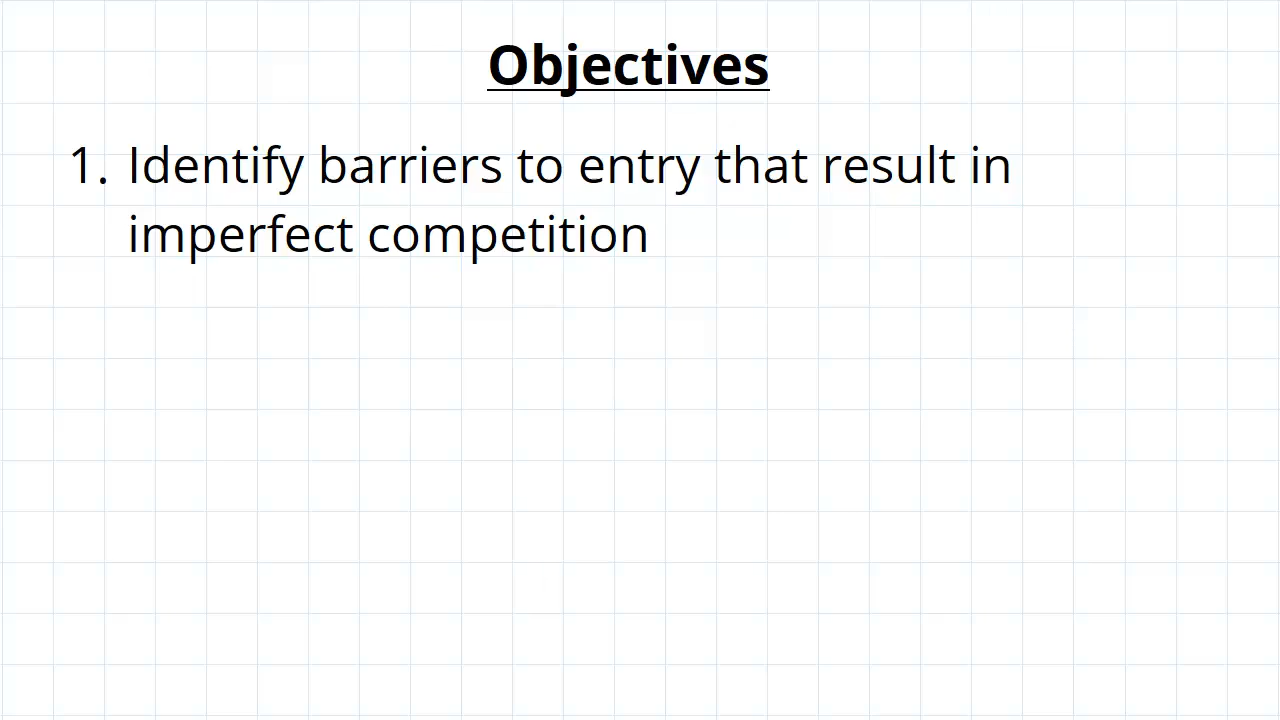 Objectives
1. Identify barriers to entry that result in
imperfect competition